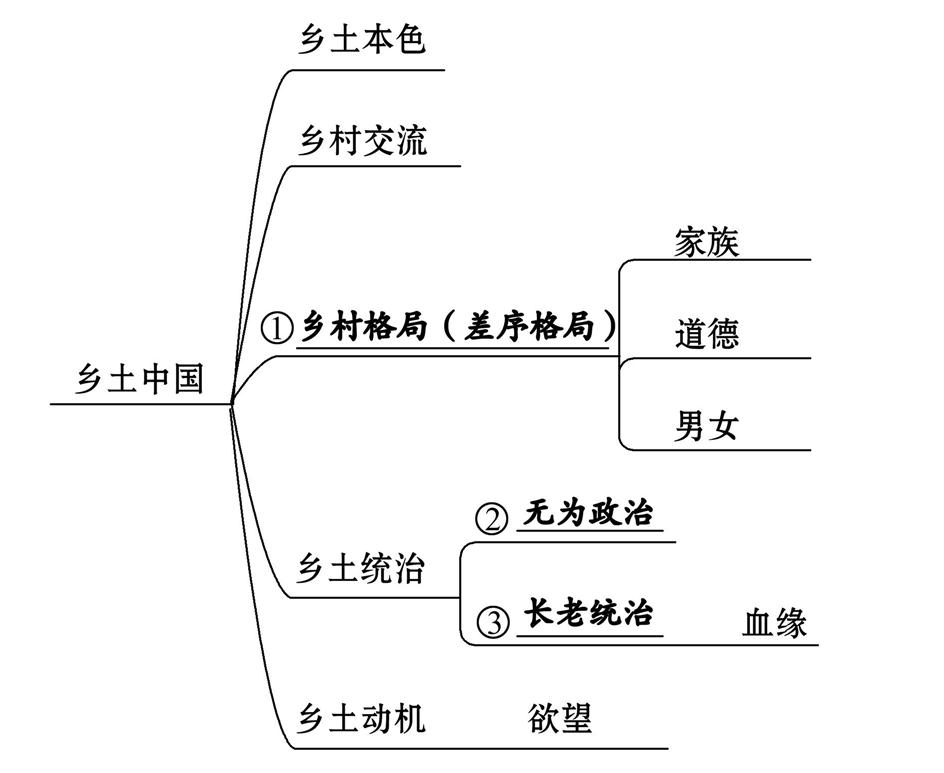 乡土本色
乡村交流
家族
①乡村格局（差序格局）
道德
乡土中国
男女
②无为政治
乡土统治
③长老统治 血缘
乡土动机 欲望